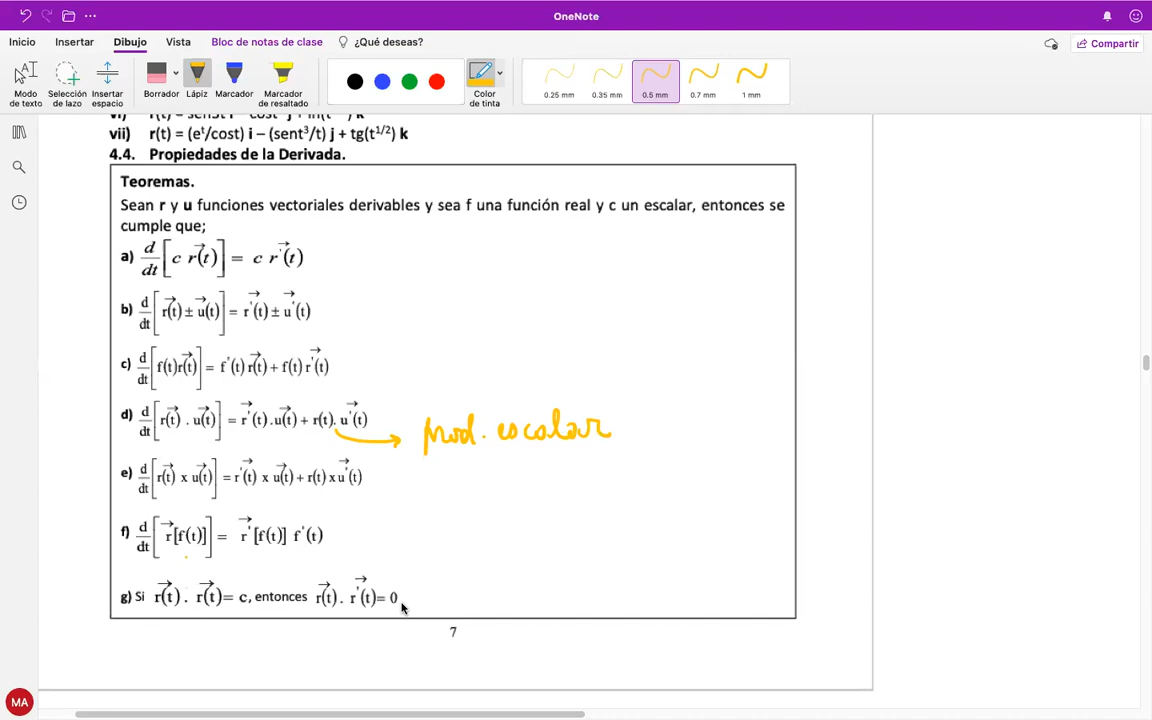 OneNote
Inicio Insertar Dibujo Vista Bloc de notas de clase ¿Qué deseas? Compartir
Modo de texto Selección de lazo Insertar espacio Borrador Lápiz Marcador Marcador de resaltado Color de tinta 0.25 mm 0.35 mm 0.5 mm 0.7 mm 1 mm
vii) r(t) = (e^t/cost) i – (sent^3/t) j + tg(t^1/2) k
4.4. Propiedades de la Derivada.
Teoremas.
Sean r y u funciones vectoriales derivables y sea f una función real y c un escalar, entonces se
cumple que;
a) d/dt [c r⃗(t)] = c r⃗'(t)
b) d/dt [r⃗(t) ± u⃗(t)] = r⃗'(t) ± u⃗'(t)
c) d/dt [f(t)r⃗(t)] = f'(t) r⃗(t) + f(t) r⃗'(t)
d) d/dt [r⃗(t) . u⃗(t)] = r⃗'(t).u⃗(t) + r(t). u⃗'(t) prod. escalar
e) d/dt [r⃗(t) x u⃗(t)] = r⃗'(t) x u⃗(t) + r(t) x u⃗'(t)
f) d/dt [r⃗[f(t)]] = r⃗'[f(t)] f'(t)
g) Si r⃗(t) . r⃗(t) = c, entonces r⃗(t) . r⃗'(t) = 0
7
MA